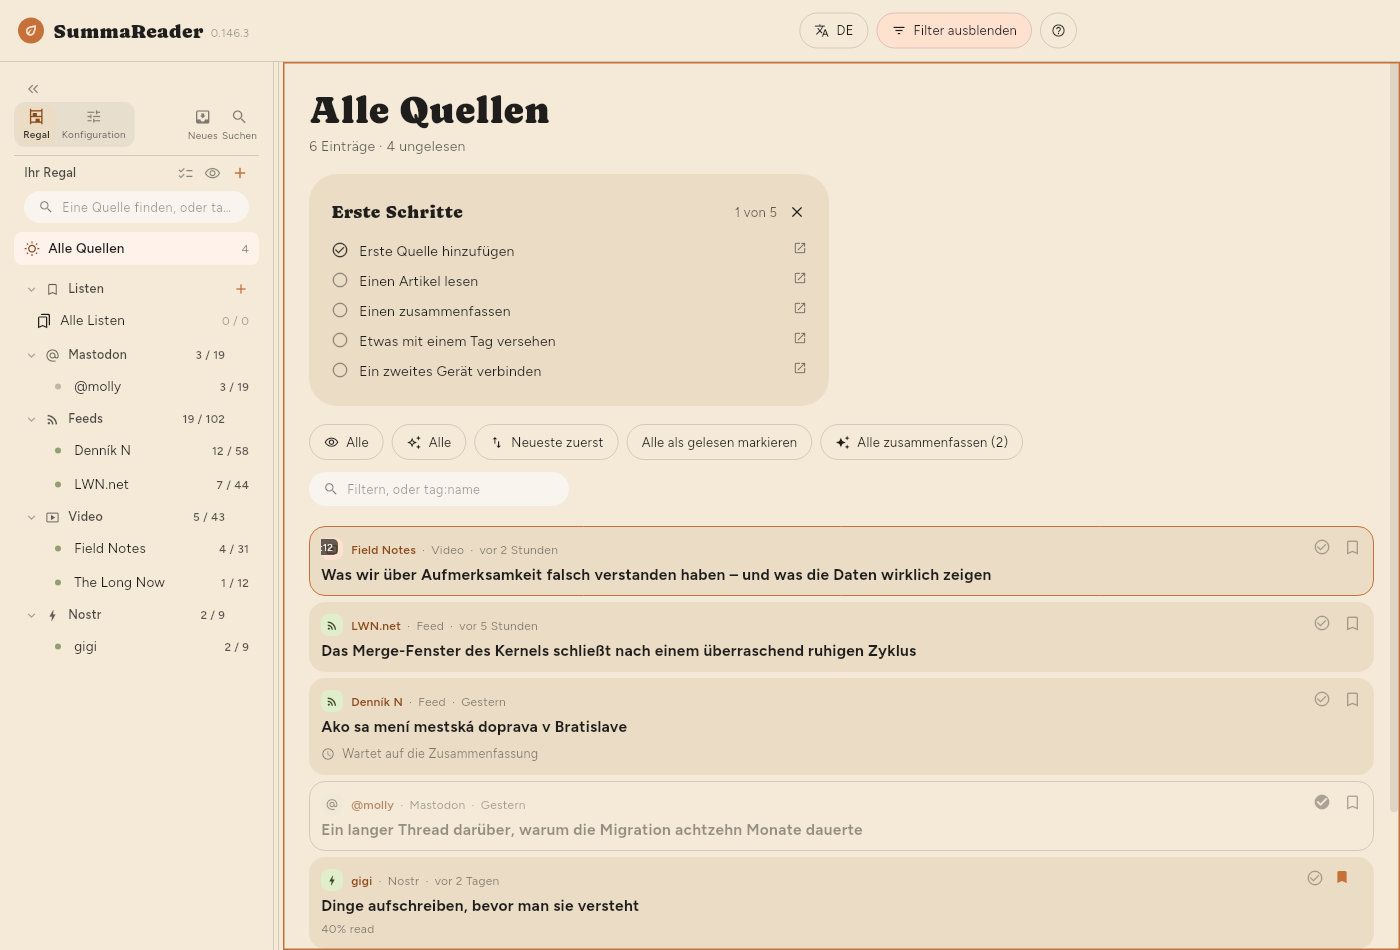 SummaReader 0.146.3
DE
Filter ausblenden
Regal
Konfiguration
Neues
Suchen
Ihr Regal
Eine Quelle finden, oder ta...
Alle Quellen 4
Listen
Alle Listen 0 / 0
Mastodon 3 / 19
@molly 3 / 19
Feeds 19 / 102
Denník N 12 / 58
LWN.net 7 / 44
Video 5 / 43
Field Notes 4 / 31
The Long Now 1 / 12
Nostr 2 / 9
gigi 2 / 9
Alle Quellen
6 Einträge · 4 ungelesen
Erste Schritte 1 von 5
Erste Quelle hinzufügen
Einen Artikel lesen
Einen zusammenfassen
Etwas mit einem Tag versehen
Ein zweites Gerät verbinden
Alle
Alle
Neueste zuerst
Alle als gelesen markieren
Alle zusammenfassen (2)
Filtern, oder tag:name
:12 Field Notes · Video · vor 2 Stunden
Was wir über Aufmerksamkeit falsch verstanden haben – und was die Daten wirklich zeigen
LWN.net · Feed · vor 5 Stunden
Das Merge-Fenster des Kernels schließt nach einem überraschend ruhigen Zyklus
Denník N · Feed · Gestern
Ako sa mení mestská doprava v Bratislave
Wartet auf die Zusammenfassung
@molly · Mastodon · Gestern
Ein langer Thread darüber, warum die Migration achtzehn Monate dauerte
gigi · Nostr · vor 2 Tagen
Dinge aufschreiben, bevor man sie versteht
40% read